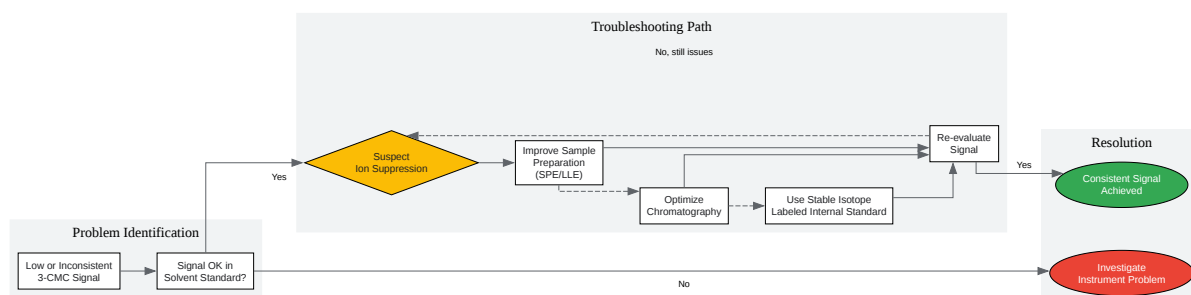 Troubleshooting Path
No, still issues
Suspect
Ion Suppression
Improve Sample
Preparation
(SPE/LLE)
Optimize
Chromatography
Use Stable Isotope
Labeled Internal Standard
Re-evaluate
Signal
Yes
Yes
Resolution
Consistent Signal
Achieved
Problem Identification
Low or Inconsistent
3-CMC Signal
Signal OK in
Solvent Standard?
No
Investigate
Instrument Problem